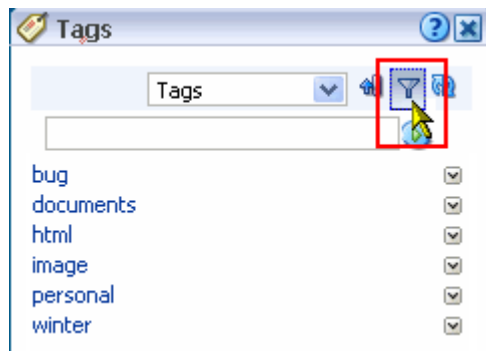 Tags
?
Tags
bug
documents
html
image
personal
winter